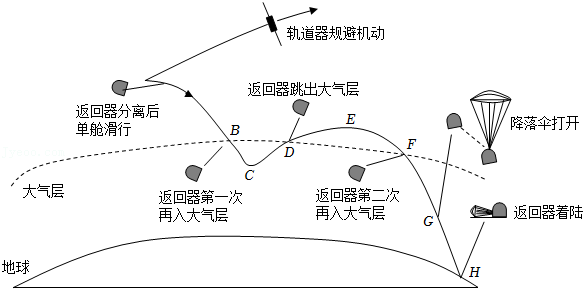 轨道器规避机动
返回器分离后
单舱滑行
返回器跳出大气层
B
C
D
E
F
G
H
降落伞打开
大气层
返回器第一次
再入大气层
返回器第二次
再入大气层
返回器着陆
地球